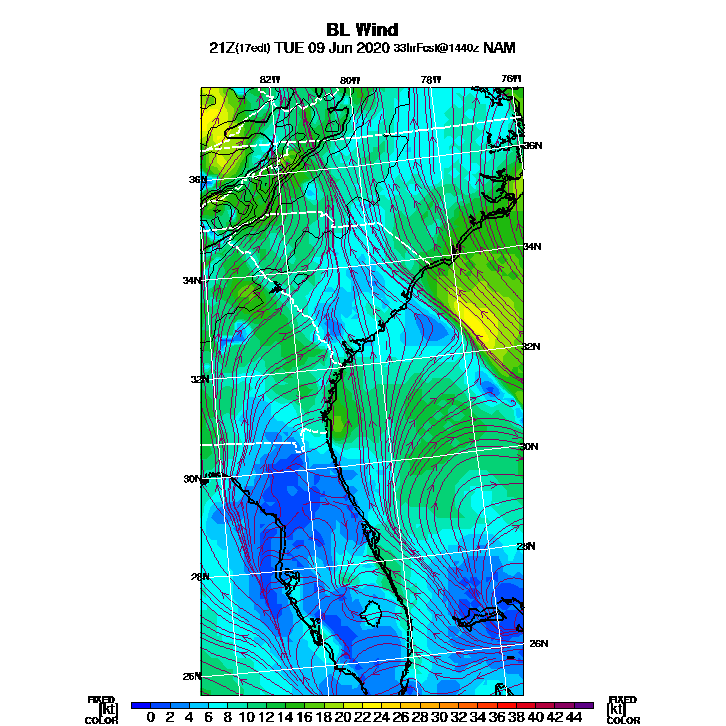 BL Wind
21Z(17edt) TUE 09 Jun 2020 33hrFcst@1440z NAM
82W 80W 78W 76W
36N
36N
34N
34N
32N
32N
30N
30N
28N
28N
26N
26N
FIXED FIXED
[kt] 0 2 4 6 8 10 12 14 16 18 20 22 24 26 28 30 32 34 36 38 40 42 44 [kt]
COLOR COLOR